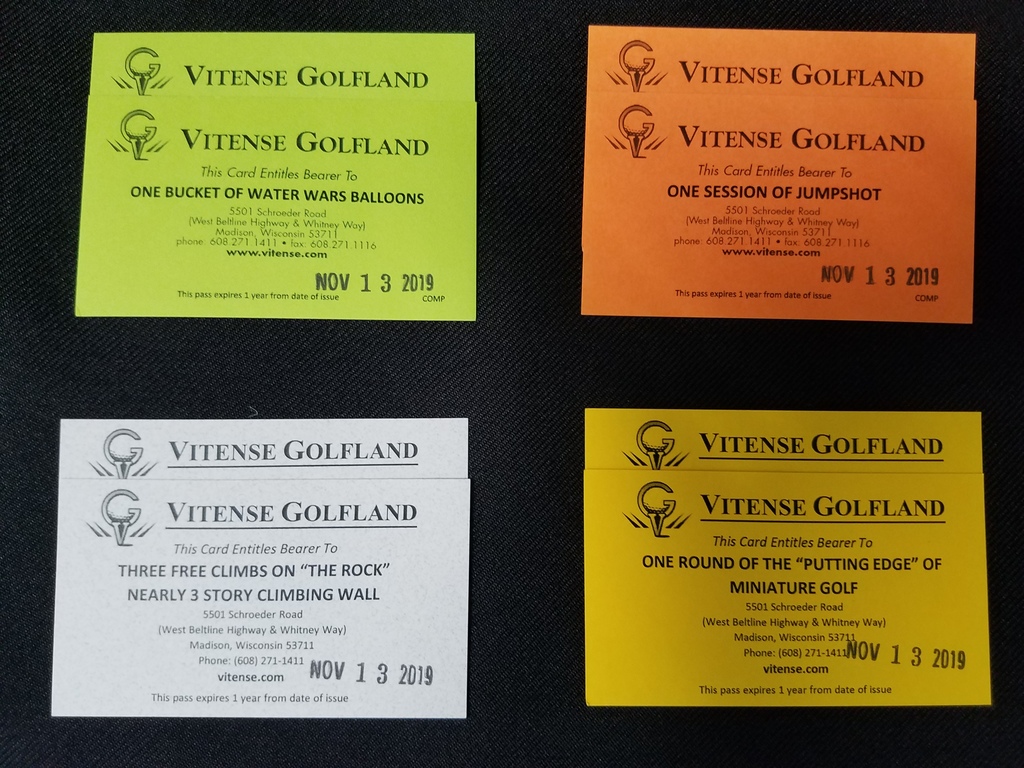 VITENSE GOLFLAND
VITENSE GOLFLAND
This Card Entitles Bearer To
ONE BUCKET OF WATER WARS BALLOONS
5501 Schroeder Road
(West Beltline Highway & Whitney Way)
Madison, Wisconsin 53711
phone: 608.271.1411 • fax: 608.271.1116
www.vitense.com
NOV 13 2019
This pass expires 1 year from date of issue
COMP
VITENSE GOLFLAND
VITENSE GOLFLAND
This Card Entitles Bearer To
ONE SESSION OF JUMPSHOT
5501 Schroeder Road
(West Beltline Highway & Whitney Way)
Madison, Wisconsin 53711
phone: 608.271.1411 • fax: 608.271.1116
www.vitense.com
NOV 13 2019
This pass expires 1 year from date of issue
COMP
VITENSE GOLFLAND
VITENSE GOLFLAND
This Card Entitles Bearer To
THREE FREE CLIMBS ON "THE ROCK"
NEARLY 3 STORY CLIMBING WALL
5501 Schroeder Road
(West Beltline Highway & Whitney Way)
Madison, Wisconsin 53711
Phone: (608) 271-1411
vitense.com
NOV 13 2019
This pass expires 1 year from date of issue
VITENSE GOLFLAND
VITENSE GOLFLAND
This Card Entitles Bearer To
ONE ROUND OF THE "PUTTING EDGE" OF
MINIATURE GOLF
5501 Schroeder Road
(West Beltline Highway & Whitney Way)
Madison, Wisconsin 53711
Phone: (608) 271-1411
NOV 13 2019
vitense.com
This pass expires 1 year from date of issue